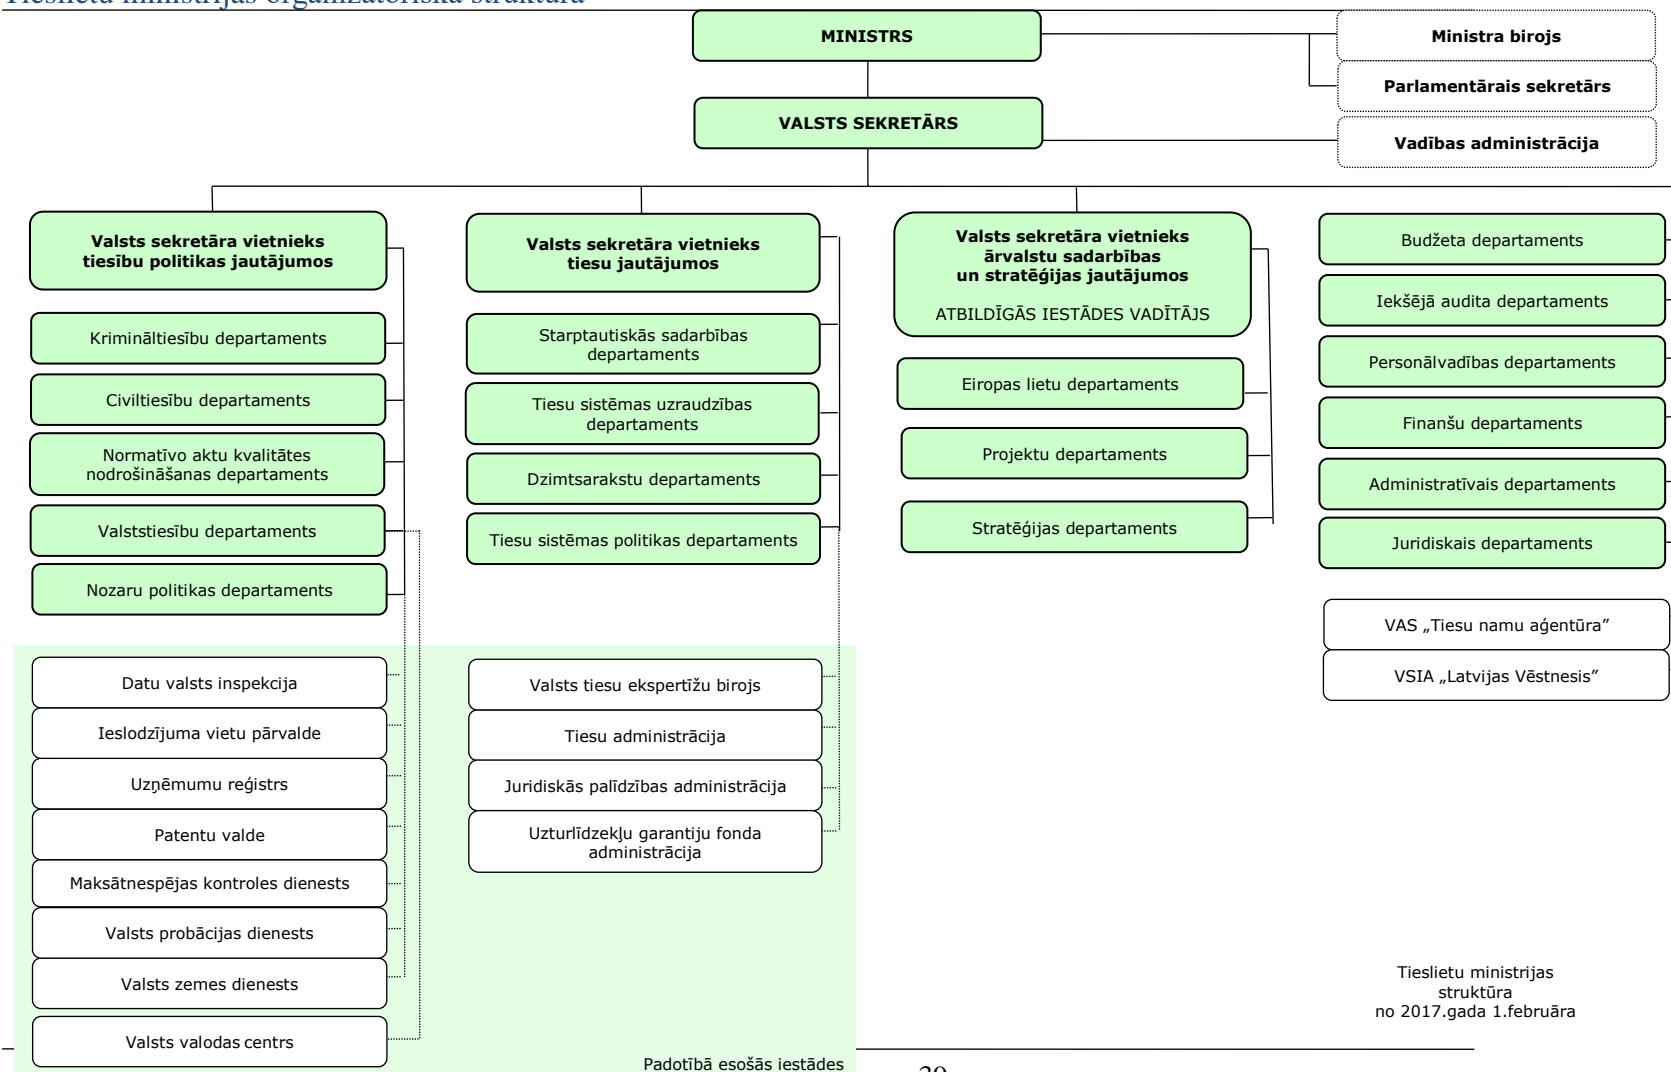 Tieslietu ministrijas organizatoriskā struktūra
MINISTRS
Ministra birojs
Parlamentārais sekretārs
VALSTS SEKRETĀRS
Vadības administrācija
Valsts sekretāra vietnieks
tiesību politikas jautājumos
Krimināltiesību departaments
Civiltiesību departaments
Normatīvo aktu kvalitātes
nodrošināšanas departaments
Valststiesību departaments
Nozaru politikas departaments
Datu valsts inspekcija
Ieslodzījuma vietu pārvalde
Uzņēmumu reģistrs
Patentu valde
Maksātnespējas kontroles dienests
Valsts probācijas dienests
Valsts zemes dienests
Valsts valodas centrs
Valsts sekretāra vietnieks
tiesu jautājumos
Starptautiskās sadarbības
departaments
Tiesu sistēmas uzraudzības
departaments
Dzimtsarakstu departaments
Tiesu sistēmas politikas departaments
Valsts tiesu ekspertīžu birojs
Tiesu administrācija
Juridiskās palīdzības administrācija
Uzturlīdzekļu garantiju fonda
administrācija
Padotībā esošās iestādes
Valsts sekretāra vietnieks
ārvalstu sadarbības
un stratēģijas jautājumos
ATBILDĪGĀS IESTĀDES VADĪTĀJS
Eiropas lietu departaments
Projektu departaments
Stratēģijas departaments
Budžeta departaments
Iekšējā audita departaments
Personālvadības departaments
Finanšu departaments
Administratīvais departaments
Juridiskais departaments
VAS „Tiesu namu aģentūra”
VSIA „Latvijas Vēstnesis”
Tieslietu ministrijas
struktūra
no 2017.gada 1.februāra